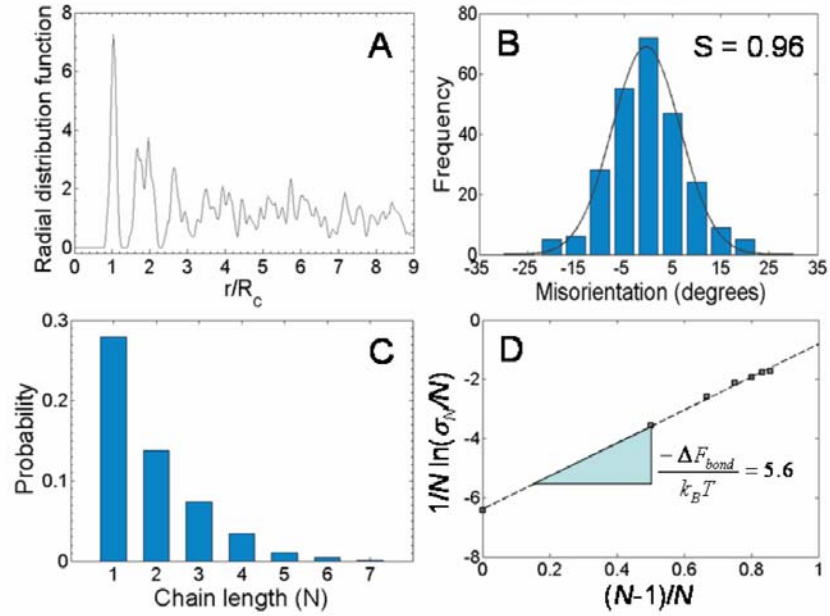 A
Radial distribution function
8
6
4
2
0
0 1 2 3 4 5 6 7 8 9
r/R_c
B
S = 0.96
Frequency
80
60
40
20
0
-35 -25 -15 -5 5 15 25 35
Misorientation (degrees)
C
Probability
0.3
0.2
0.1
0
1 2 3 4 5 6 7
Chain length (N)
D
1/N ln(σ_N/N)
0
-2
-4
-6
-8
0 0.2 0.4 0.6 0.8 1
(N-1)/N
-ΔF_bond / k_BT = 5.6